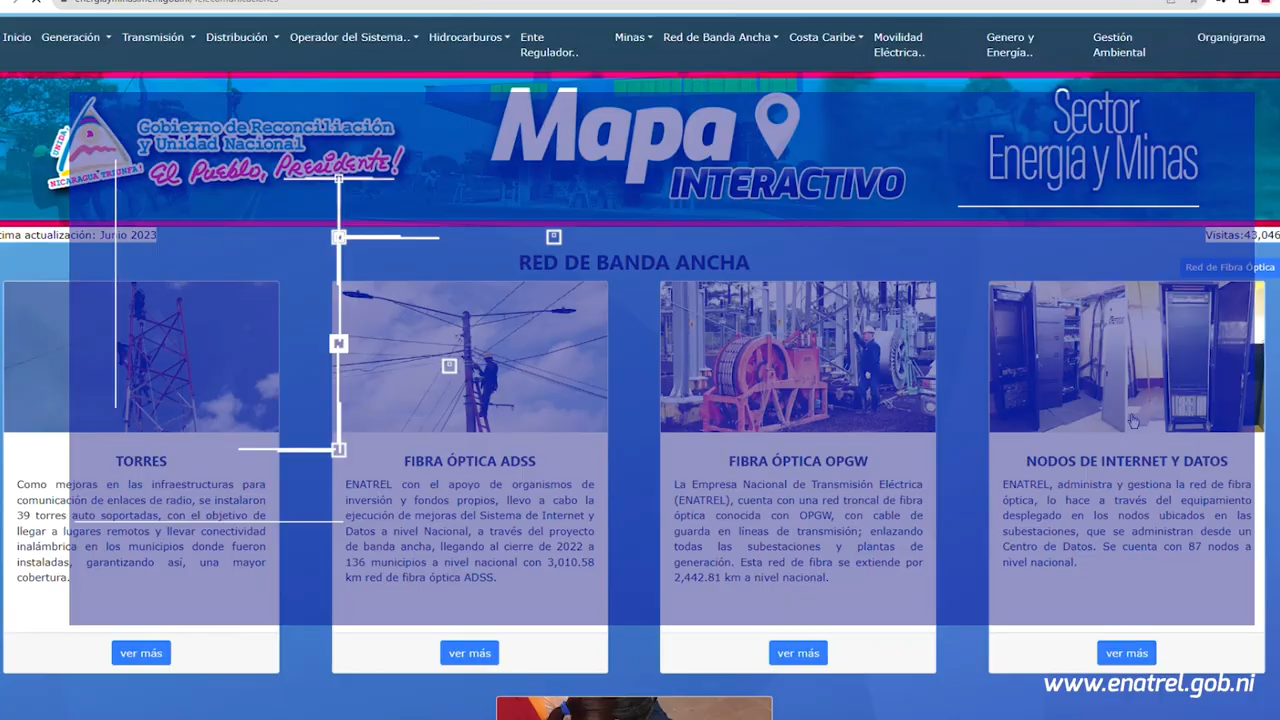 energiayminas.mem.gob.ni/Telecomunicaciones
Inicio Generación Transmisión Distribución Operador del Sistema.. Hidrocarburos Ente Regulador.. Minas Red de Banda Ancha Costa Caribe Movilidad Eléctrica.. Genero y Energía.. Gestión Ambiental Organigrama
UNIDA,
NICARAGUA TRIUNFA!
Gobierno de Reconciliación
y Unidad Nacional
El Pueblo, Presidente!
Mapa
INTERACTIVO
Sector
Energía y Minas
tima actualización: Junio 2023
Visitas:43,046
RED DE BANDA ANCHA
Red de Fibra Óptica
TORRES
Como mejoras en las infraestructuras para
comunicación de enlaces de radio, se instalaron
39 torres auto soportadas, con el objetivo de
llegar a lugares remotos y llevar conectividad
inalámbrica en los municipios donde fueron
instaladas, garantizando así, una mayor
cobertura.
ver más
FIBRA ÓPTICA ADSS
ENATREL con el apoyo de organismos de
inversión y fondos propios, llevo a cabo la
ejecución de mejoras del Sistema de Internet y
Datos a nivel Nacional, a través del proyecto
de banda ancha, llegando al cierre de 2022 a
136 municipios a nivel nacional con 3,010.58
km red de fibra óptica ADSS.
ver más
FIBRA ÓPTICA OPGW
La Empresa Nacional de Transmisión Eléctrica
(ENATREL), cuenta con una red troncal de fibra
óptica conocida con OPGW, con cable de
guarda en líneas de transmisión; enlazando
todas las subestaciones y plantas de
generación. Esta red de fibra se extiende por
2,442.81 km a nivel nacional.
ver más
NODOS DE INTERNET Y DATOS
ENATREL, administra y gestiona la red de fibra
óptica, lo hace a través del equipamiento
desplegado en los nodos ubicados en las
subestaciones, que se administran desde un
Centro de Datos. Se cuenta con 87 nodos a
nivel nacional.
ver más
www.enatrel.gob.ni